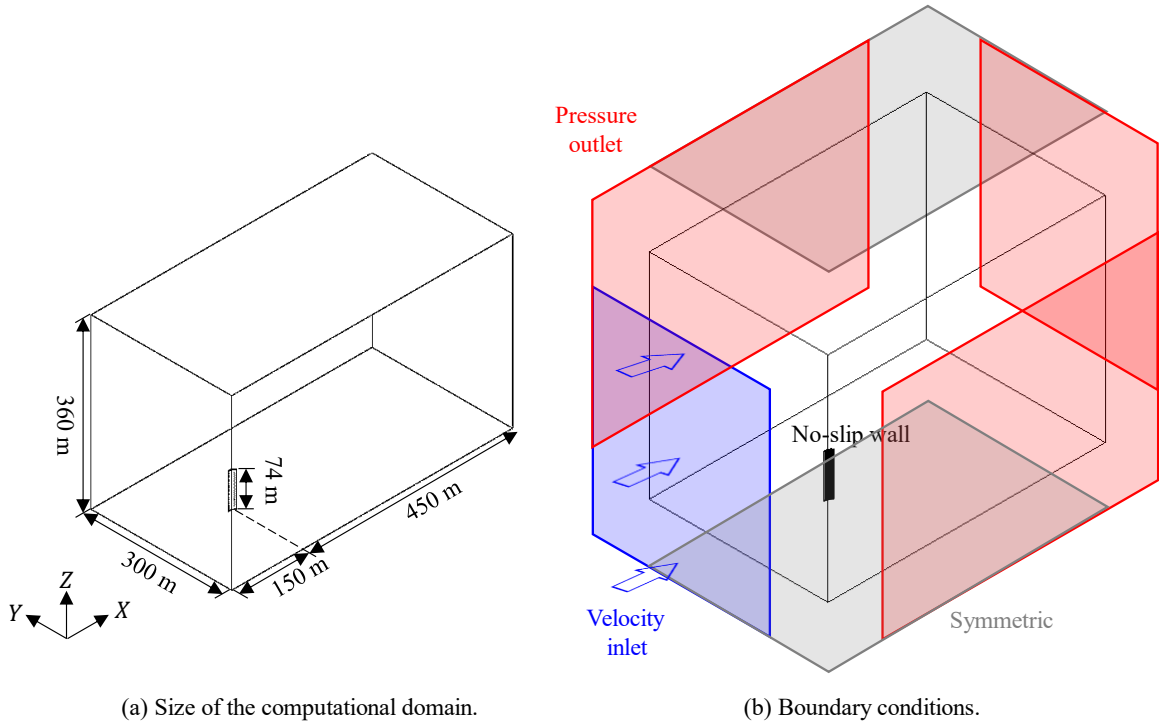 Pressure
outlet
360 m
74 m
No-slip wall
450 m
300 m
150 m
Z
Y
X
Velocity
inlet
Symmetric
(a) Size of the computational domain.
(b) Boundary conditions.